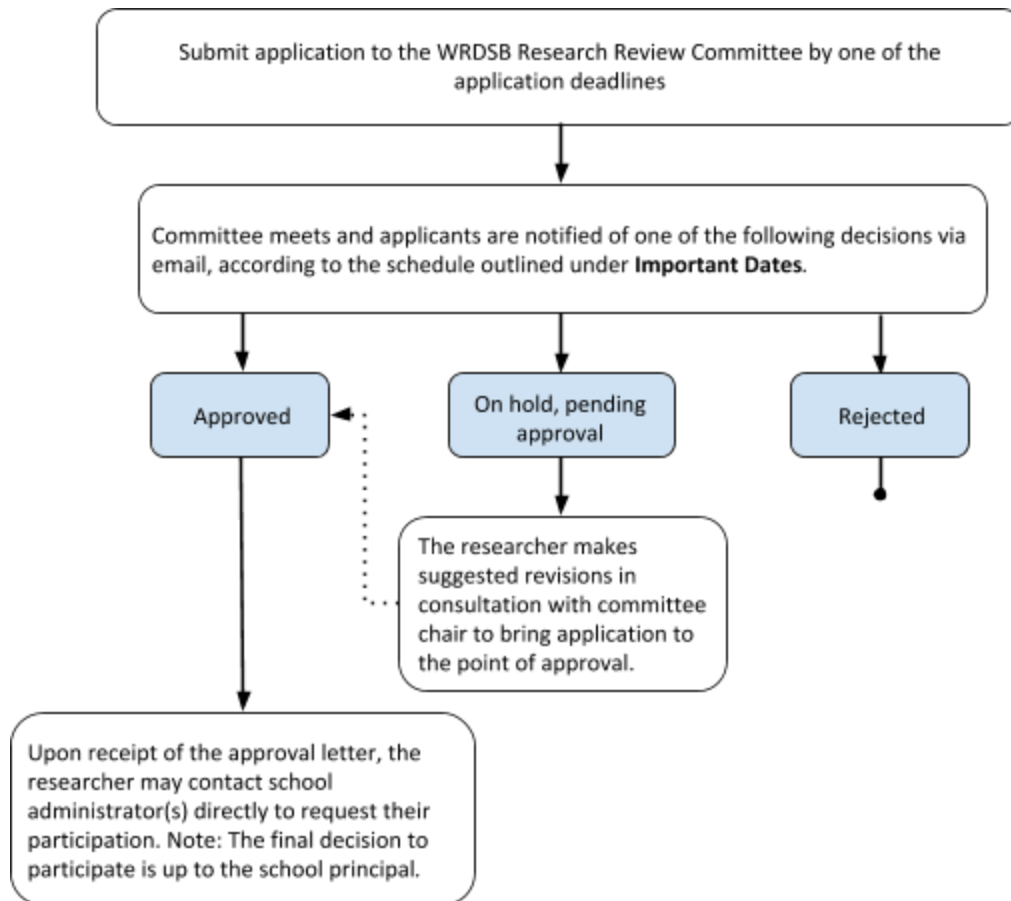 Submit application to the WRDSB Research Review Committee by one of the
application deadlines
Committee meets and applicants are notified of one of the following decisions via
email, according to the schedule outlined under Important Dates.
Approved
On hold, pending
approval
Rejected
The researcher makes
suggested revisions in
consultation with committee
chair to bring application to
the point of approval.
Upon receipt of the approval letter, the
researcher may contact school
administrator(s) directly to request their
participation. Note: The final decision to
participate is up to the school principal.